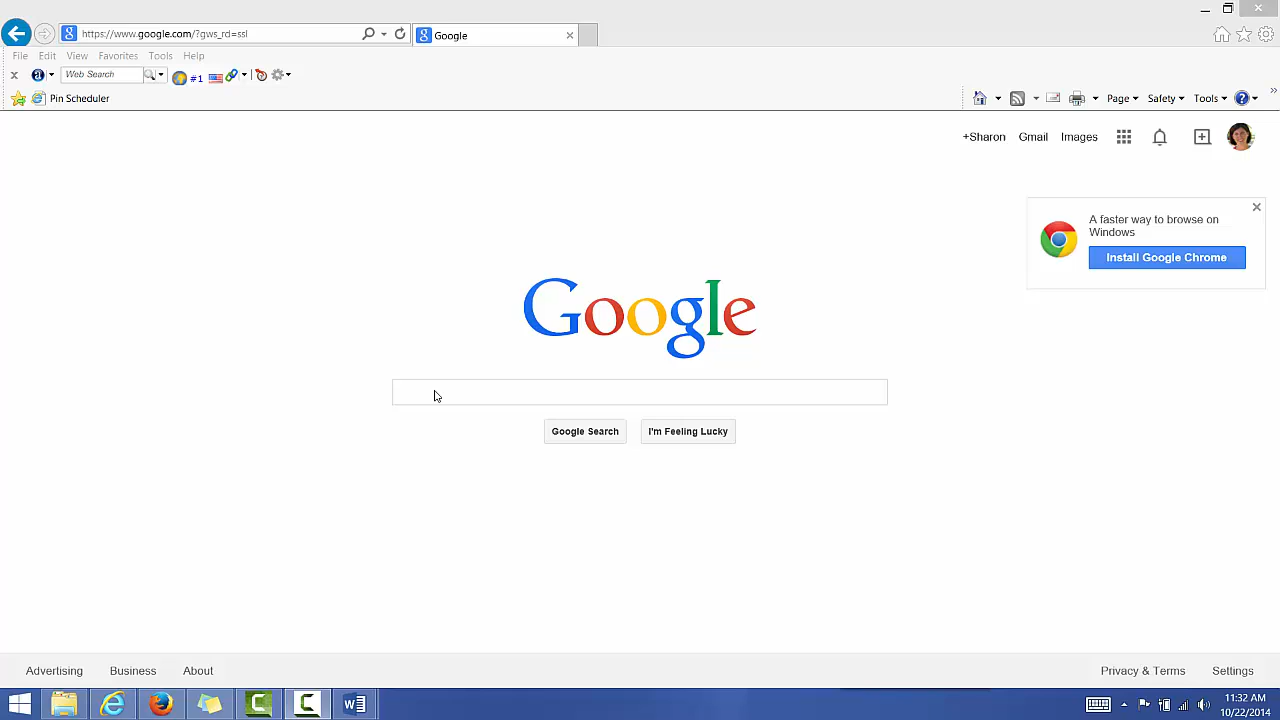 https://www.google.com/?gws_rd=ssl
Google
File Edit View Favorites Tools Help
Web Search
#1
Pin Scheduler
Page Safety Tools
+Sharon Gmail Images
A faster way to browse on
Windows
Install Google Chrome
Google
Google Search I'm Feeling Lucky
Advertising Business About
Privacy & Terms Settings
11:32 AM
10/22/2014